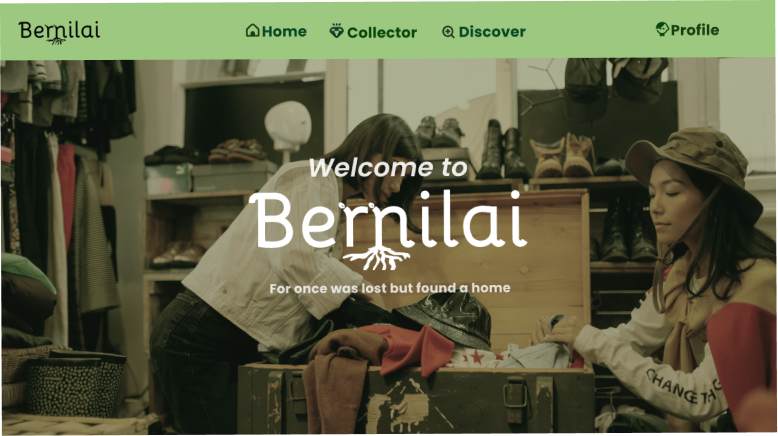 Bernilai
Home
Collector
Discover
Profile
Welcome to
Bernilai
For once was lost but found a home
CHANGE TH